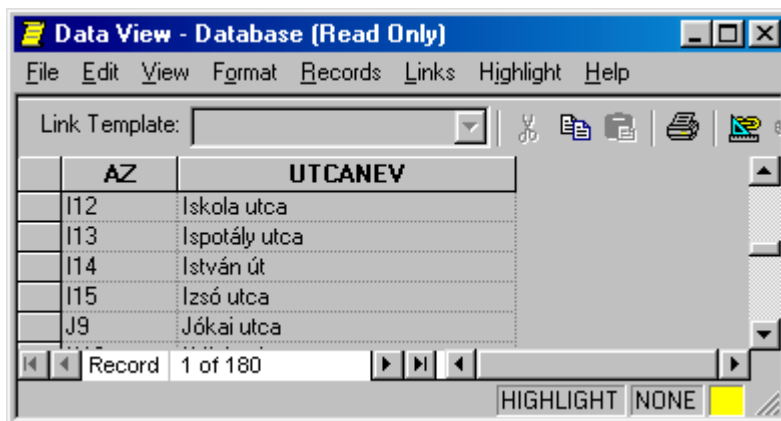 Data View - Database (Read Only)
File Edit View Format Records Links Highlight Help
Link Template:
AZ UTCANEV
I12 Iskola utca
I13 Ispotály utca
I14 István út
I15 Izsó utca
J9 Jókai utca
Record 1 of 180
HIGHLIGHT NONE